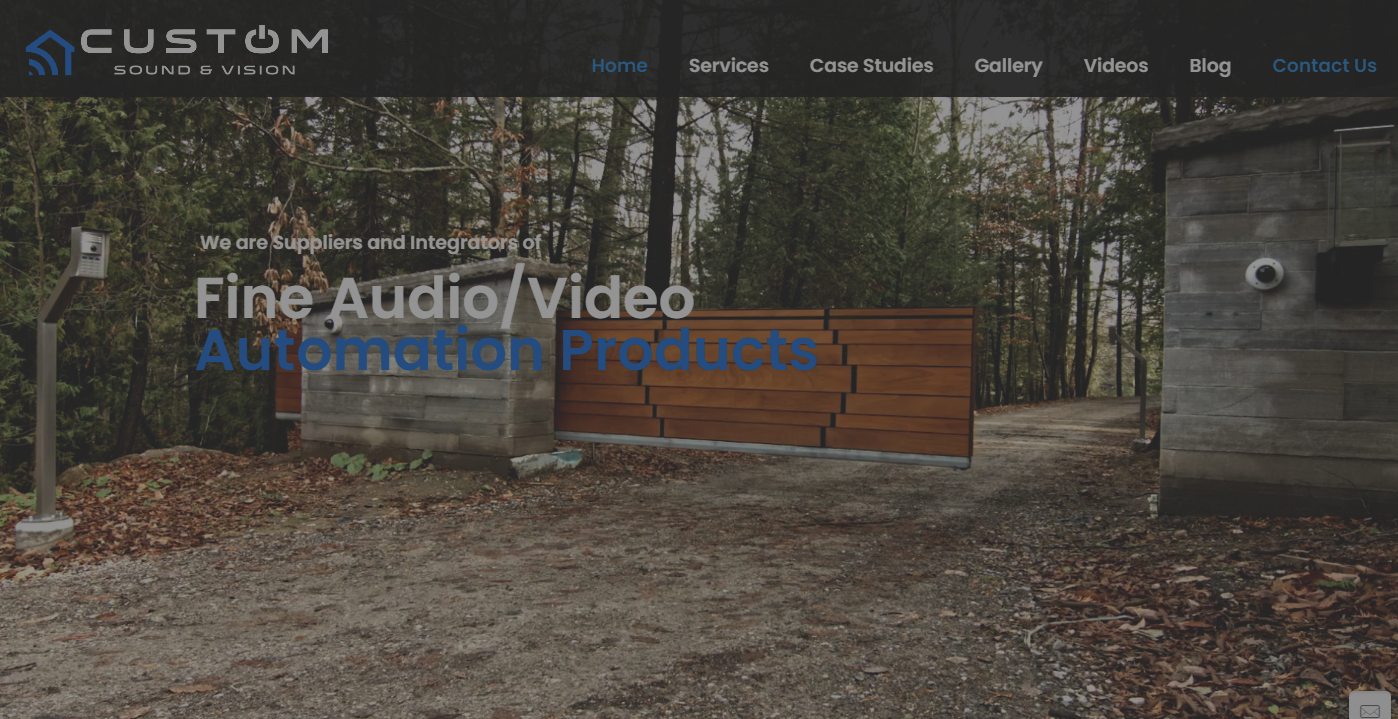 CUSTOM
SOUND & VISION
Home Services Case Studies Gallery Videos Blog Contact Us
We are Suppliers and Integrators of
Fine Audio/Video
Automation Products